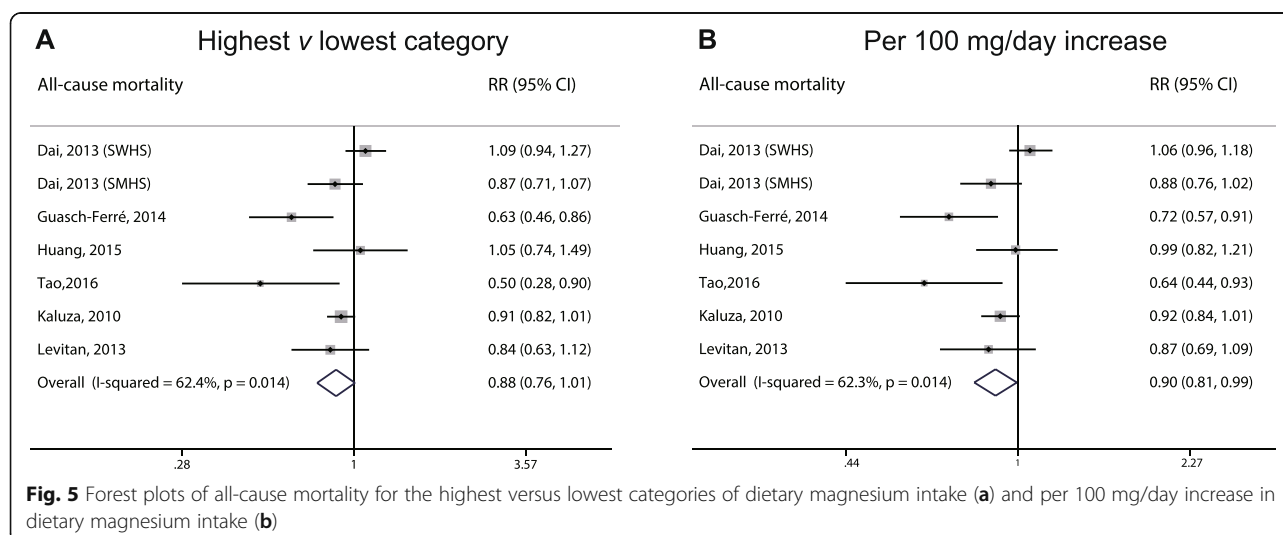 A Highest v lowest category
All-cause mortality RR (95% CI)
Dai, 2013 (SWHS) 1.09 (0.94, 1.27)
Dai, 2013 (SMHS) 0.87 (0.71, 1.07)
Guasch-Ferré, 2014 0.63 (0.46, 0.86)
Huang, 2015 1.05 (0.74, 1.49)
Tao,2016 0.50 (0.28, 0.90)
Kaluza, 2010 0.91 (0.82, 1.01)
Levitan, 2013 0.84 (0.63, 1.12)
Overall (I-squared = 62.4%, p = 0.014) 0.88 (0.76, 1.01)
.28 1 3.57
B Per 100 mg/day increase
All-cause mortality RR (95% CI)
Dai, 2013 (SWHS) 1.06 (0.96, 1.18)
Dai, 2013 (SMHS) 0.88 (0.76, 1.02)
Guasch-Ferré, 2014 0.72 (0.57, 0.91)
Huang, 2015 0.99 (0.82, 1.21)
Tao,2016 0.64 (0.44, 0.93)
Kaluza, 2010 0.92 (0.84, 1.01)
Levitan, 2013 0.87 (0.69, 1.09)
Overall (I-squared = 62.3%, p = 0.014) 0.90 (0.81, 0.99)
.44 1 2.27
Fig. 5 Forest plots of all-cause mortality for the highest versus lowest categories of dietary magnesium intake (a) and per 100 mg/day increase in
dietary magnesium intake (b)